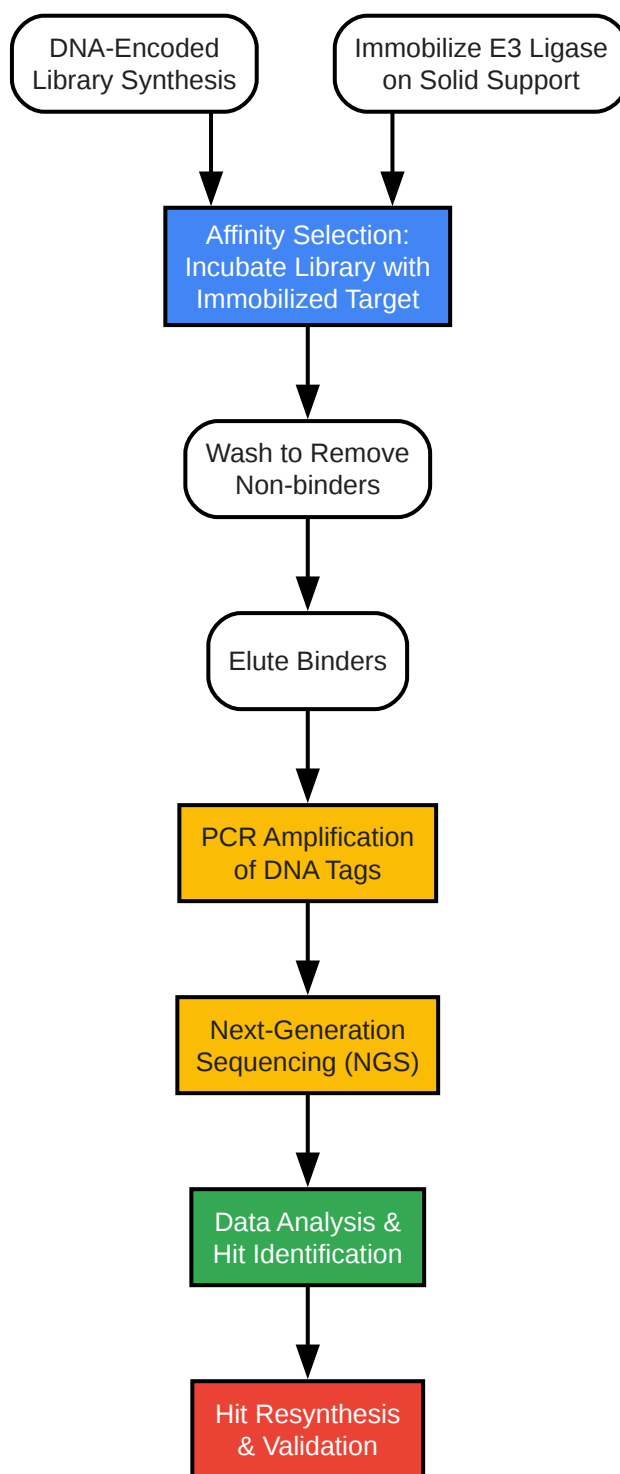 DNA-Encoded
Library Synthesis
Immobilize E3 Ligase
on Solid Support
Affinity Selection:
Incubate Library with
Immobilized Target
Wash to Remove
Non-binders
Elute Binders
PCR Amplification
of DNA Tags
Next-Generation
Sequencing (NGS)
Data Analysis &
Hit Identification
Hit Resynthesis
& Validation